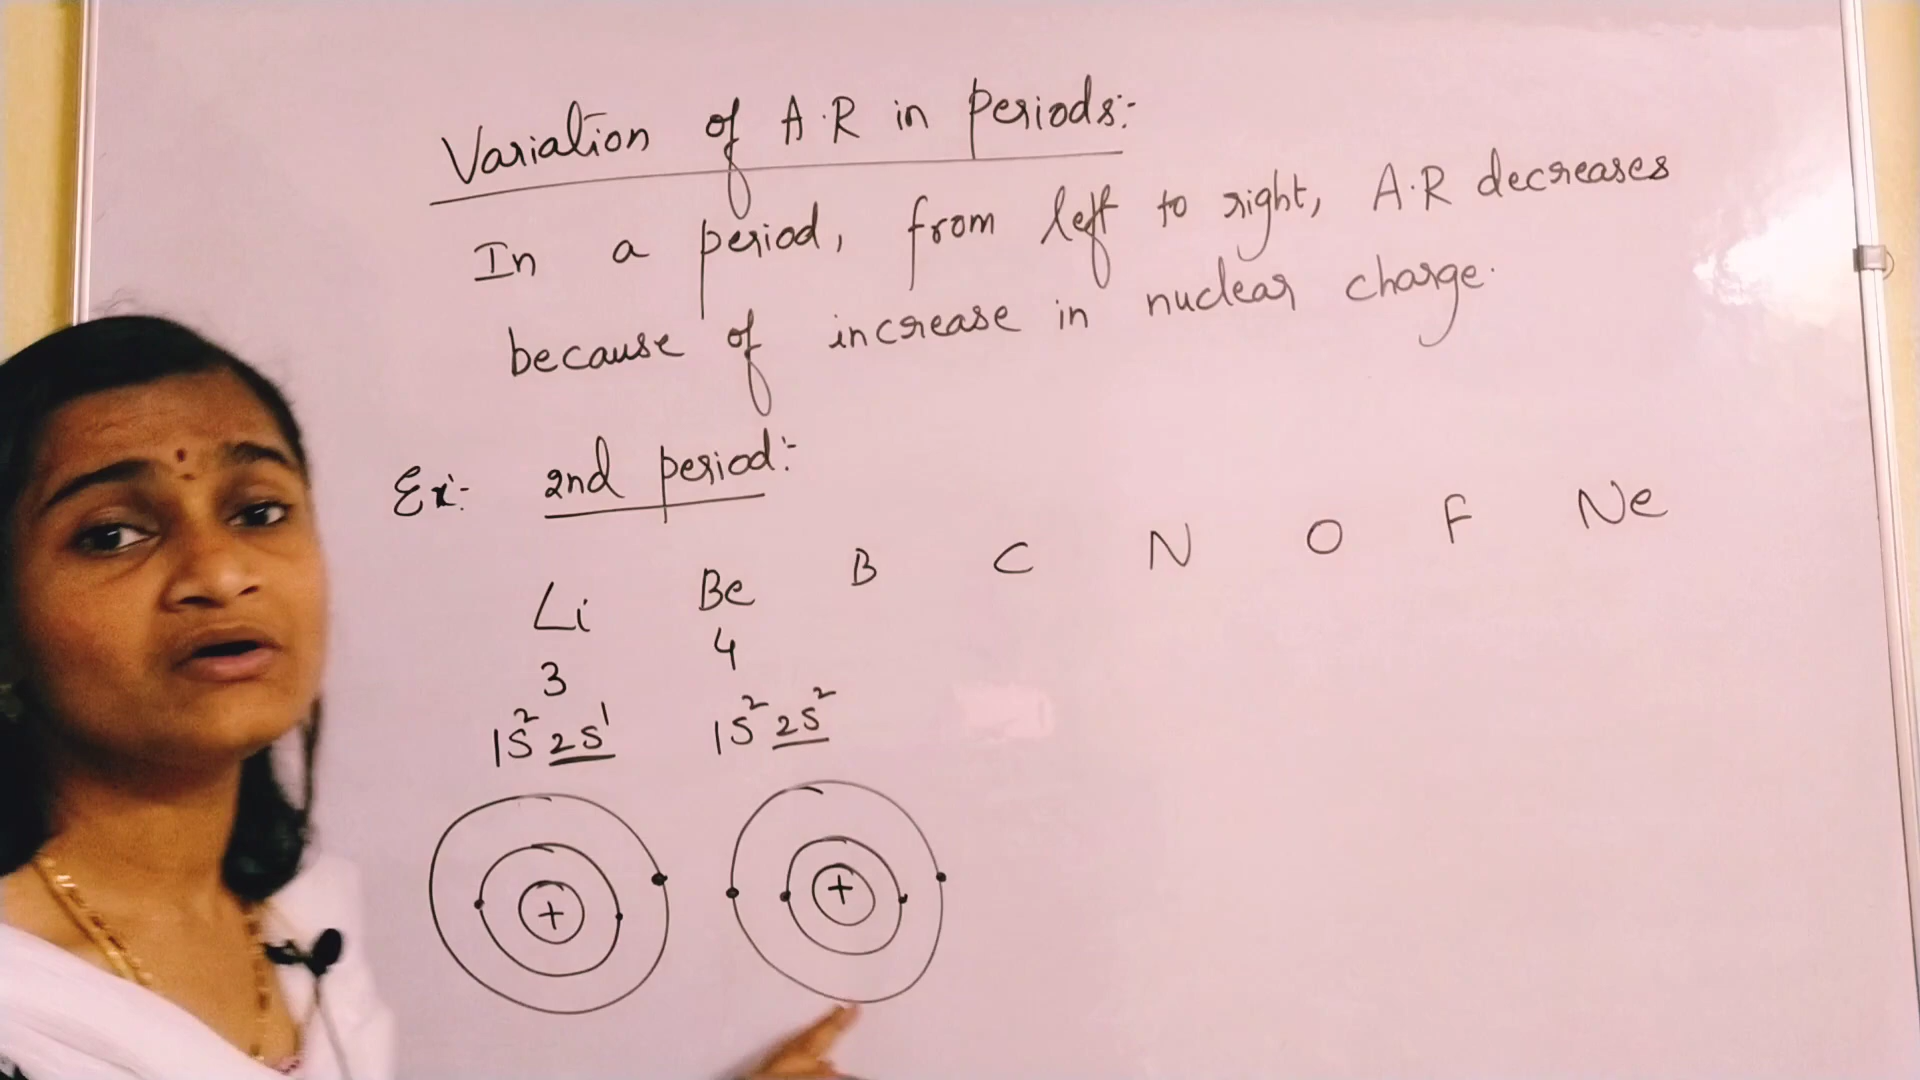 Variation of A.R in periods:-
In a period, from left to right, A.R decreases
because of increase in nuclear charge.
Ex:- 2nd period:-
Li Be B C N O F Ne
3 4
1S² 2S¹ 1S² 2S²
+ +